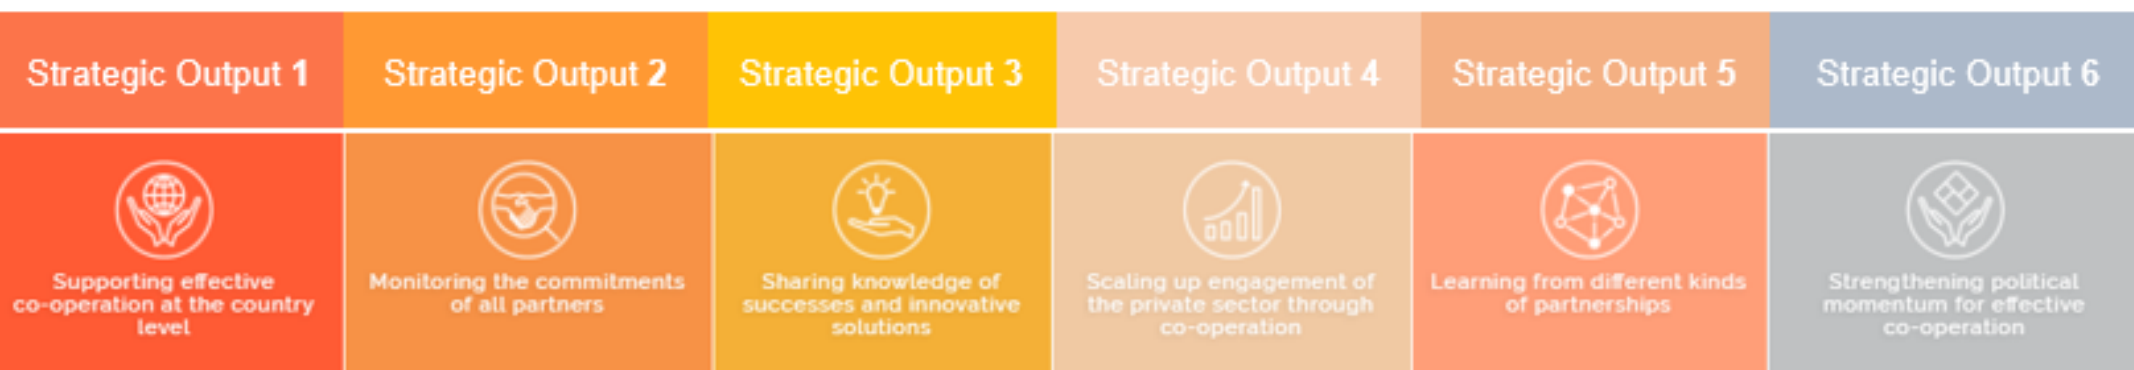 Strategic Output 1
Strategic Output 2
Strategic Output 3
Strategic Output 4
Strategic Output 5
Strategic Output 6
Supporting effective
co-operation at the country
level
Monitoring the commitments
of all partners
Sharing knowledge of
successes and innovative
solutions
Scaling up engagement of
the private sector through
co-operation
Learning from different kinds
of partnerships
Strengthening political
momentum for effective
co-operation